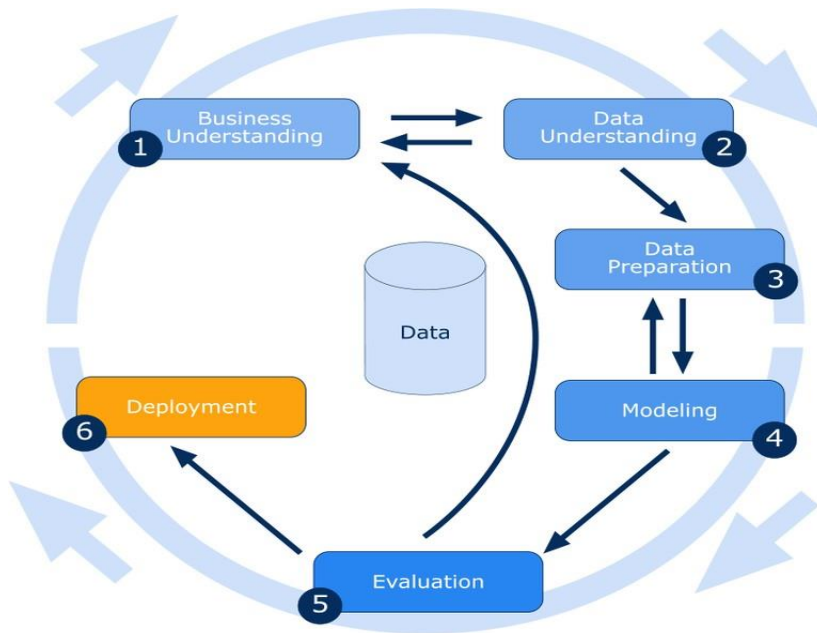 Business
Understanding
1
Data
Understanding
2
Data
Preparation
3
Data
Deployment
6
Modeling
4
Evaluation
5